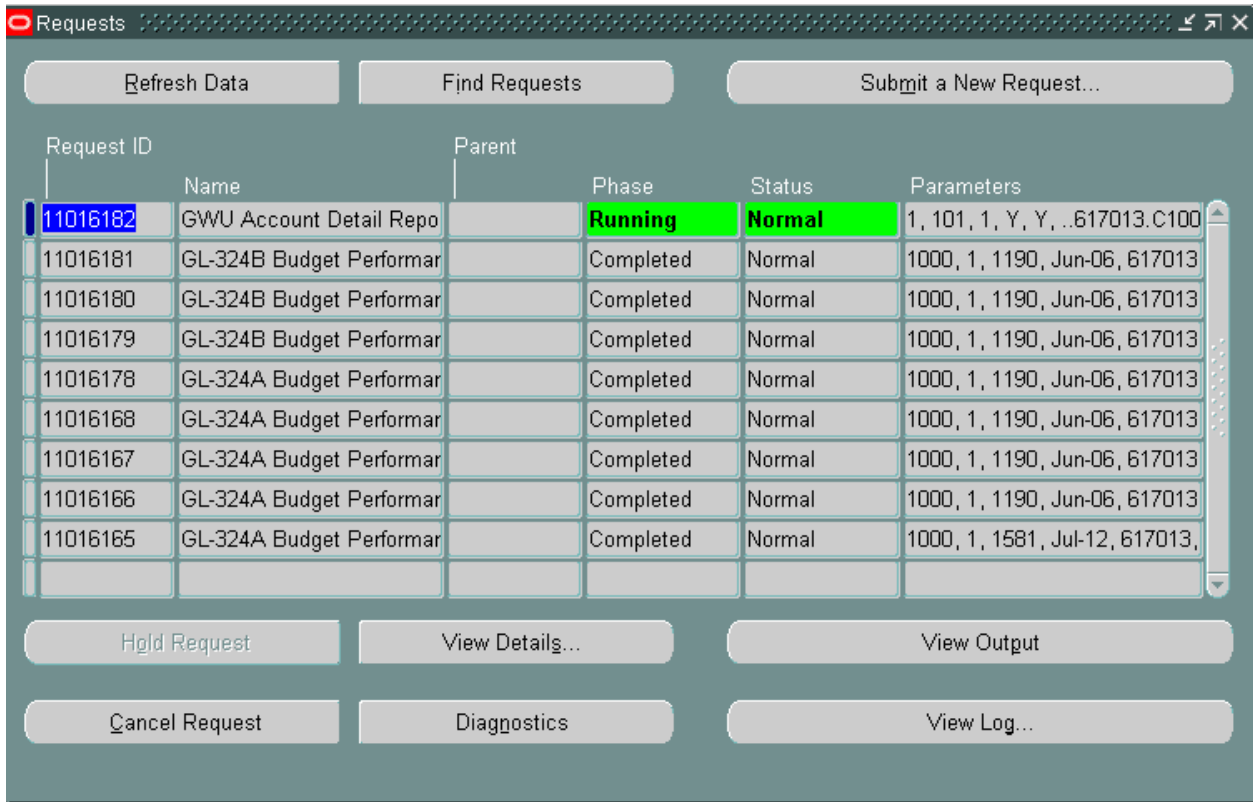 Requests
Refresh Data Find Requests Submit a New Request...
Request ID Parent
Name Phase Status Parameters
11016182 GWU Account Detail Repo Running Normal 1, 101, 1, Y, Y, ..617013.C100
11016181 GL-324B Budget Performar Completed Normal 1000, 1, 1190, Jun-06, 617013
11016180 GL-324B Budget Performar Completed Normal 1000, 1, 1190, Jun-06, 617013
11016179 GL-324B Budget Performar Completed Normal 1000, 1, 1190, Jun-06, 617013
11016178 GL-324A Budget Performar Completed Normal 1000, 1, 1190, Jun-06, 617013
11016168 GL-324A Budget Performar Completed Normal 1000, 1, 1190, Jun-06, 617013
11016167 GL-324A Budget Performar Completed Normal 1000, 1, 1190, Jun-06, 617013
11016166 GL-324A Budget Performar Completed Normal 1000, 1, 1190, Jun-06, 617013
11016165 GL-324A Budget Performar Completed Normal 1000, 1, 1581, Jul-12, 617013,
Hold Request View Details... View Output
Cancel Request Diagnostics View Log...